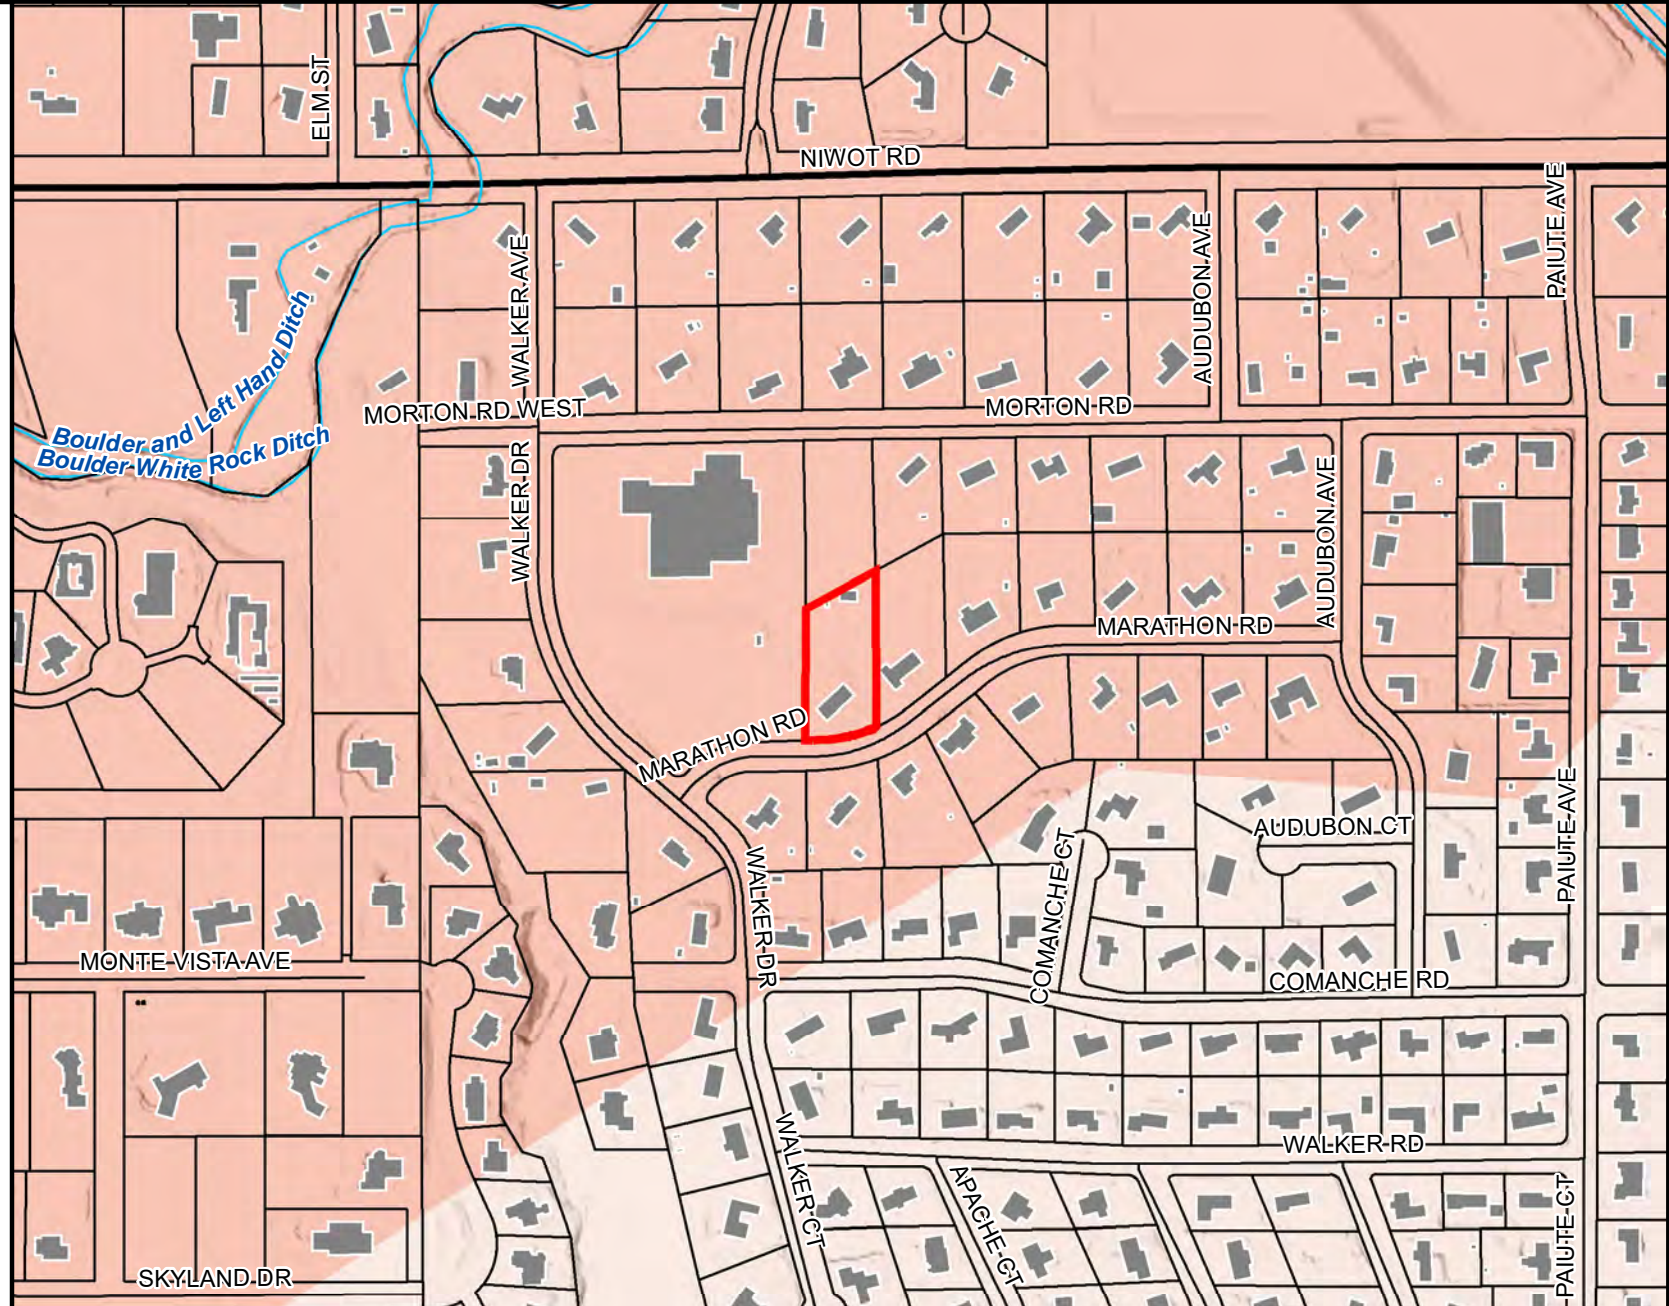 ELM ST
NIWOT RD
PAIUTE AVE
WALKER AVE
AUDUBON AVE
Boulder and Left Hand Ditch
Boulder White Rock Ditch
MORTON RD WEST
MORTON RD
WALKER DR
AUDUBON AVE
MARATHON RD
MARATHON RD
AUDUBON CT
PAIUTE AVE
WALKER DR
COMANCHE CT
MONTE VISTA AVE
COMANCHE RD
WALKER RD
WALKER CT
APACHE CT
PAIUTE CT
SKYLAND DR